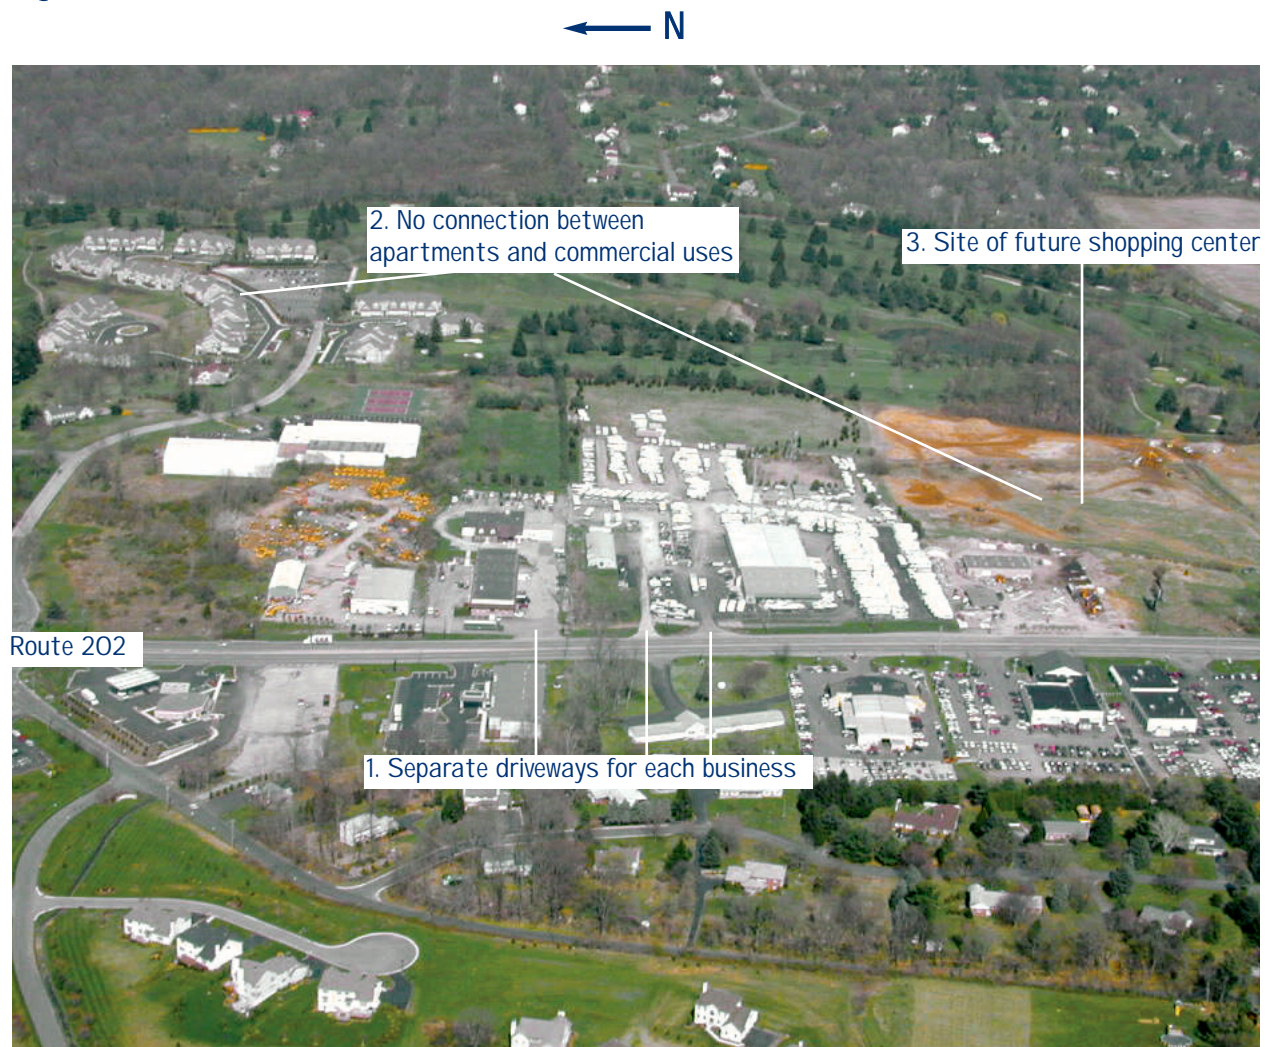 N
2. No connection between
apartments and commercial uses
3. Site of future shopping center
Route 202
1. Separate driveways for each business